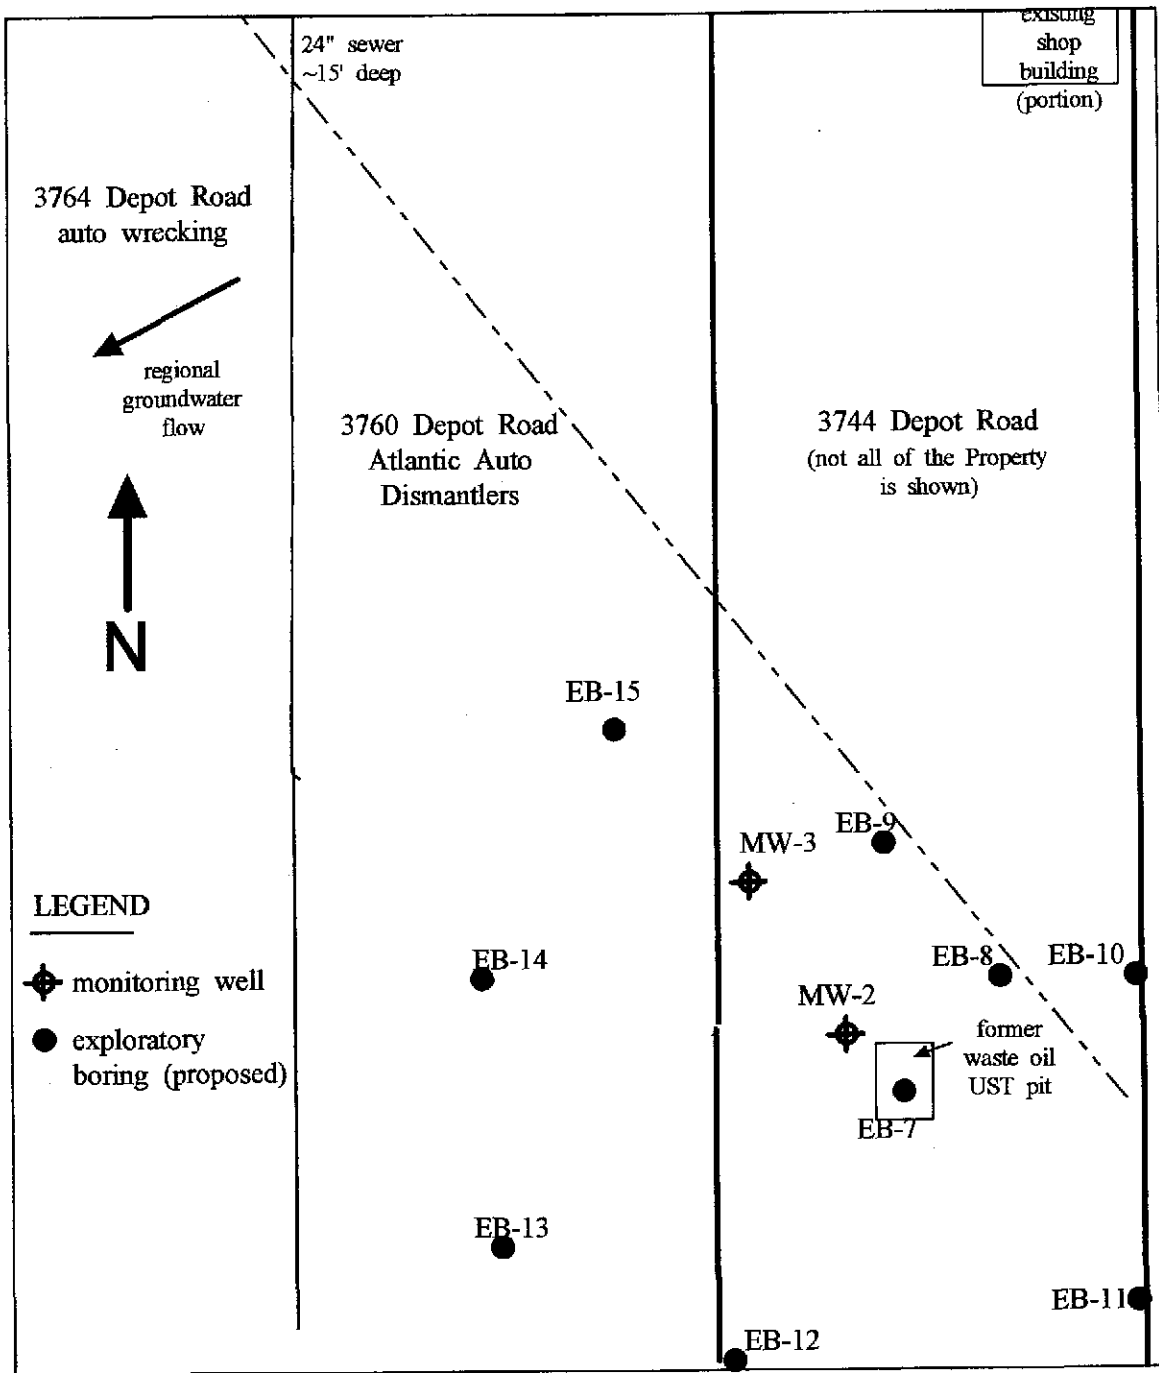 existing
shop
building
(portion)
24" sewer
~15' deep
3764 Depot Road
auto wrecking
regional
groundwater
flow
3760 Depot Road
Atlantic Auto
Dismantlers
3744 Depot Road
(not all of the Property
is shown)
N
EB-15
EB-9
MW-3
LEGEND
EB-14
EB-8
EB-10
monitoring well
MW-2
exploratory
boring (proposed)
former
waste oil
UST pit
EB-7
EB-13
EB-11
EB-12